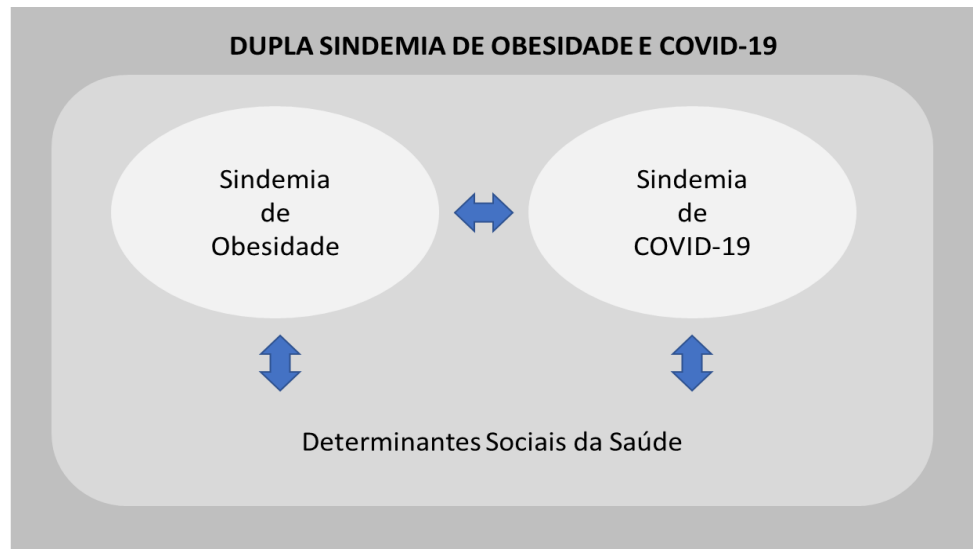 DUPLA SINDEMIA DE OBESIDADE E COVID-19
Sindemia
de
Obesidade
Sindemia
de
COVID-19
Determinantes Sociais da Saúde